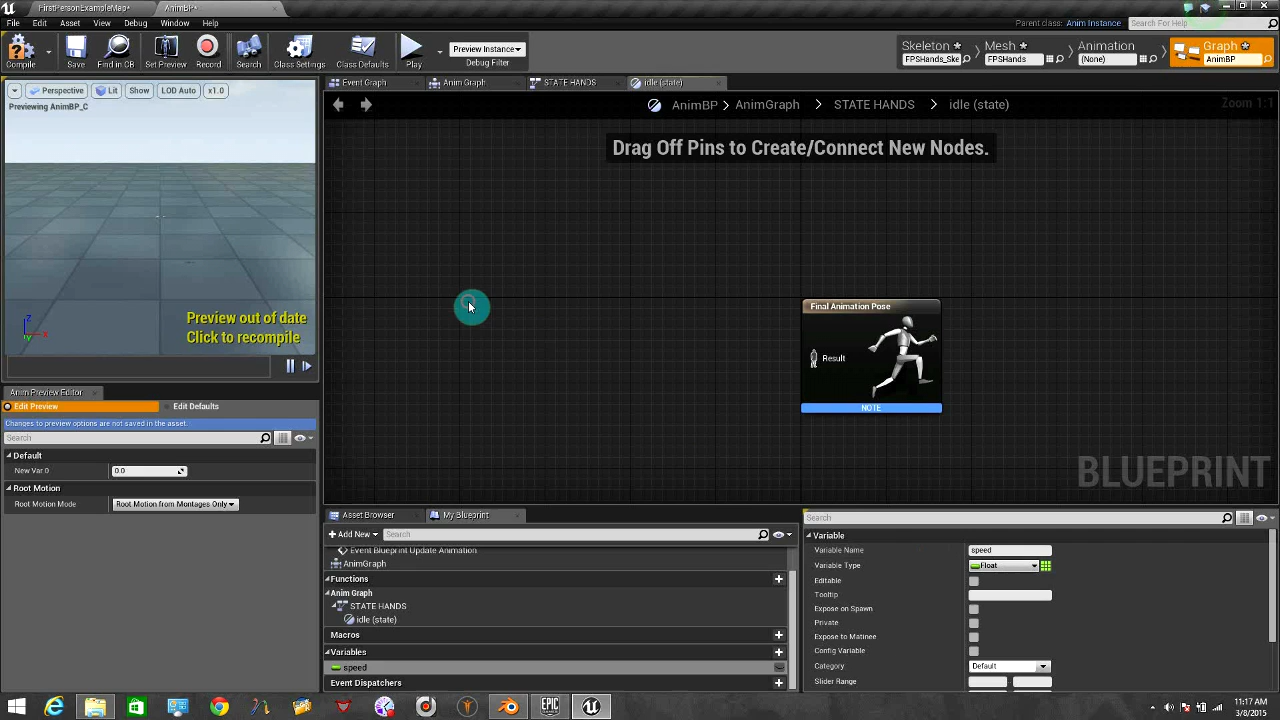 FirstPersonExampleMap*
AnimBP*
File Edit Asset View Debug Window Help
Parent class: Anim Instance
Search For Help
Compile
Save
Find in CB
Set Preview
Record
Search
Class Settings
Class Defaults
Play
Preview Instance
Debug Filter
Skeleton
FPSHands_Ske
Mesh
FPSHands
Animation
(None)
Graph
AnimBP
Perspective Lit Show LOD Auto x1.0
Previewing AnimBP_C
Preview out of date
Click to recompile
Event Graph
Anim Graph
STATE HANDS
idle (state)
AnimBP > AnimGraph > STATE HANDS > idle (state)
Zoom 1:1
Drag Off Pins to Create/Connect New Nodes.
Final Animation Pose
Result
NOTE
BLUEPRINT
Anim Preview Editor
Edit Preview
Edit Defaults
Changes to preview options are not saved in the asset.
Search
Default
New Var 0 0.0
Root Motion
Root Motion Mode Root Motion from Montages Only
Asset Browser
My Blueprint
Add New Search
Event Blueprint Update Animation
AnimGraph
Functions
Anim Graph
STATE HANDS
idle (state)
Macros
Variables
speed
Event Dispatchers
Search
Variable
Variable Name speed
Variable Type Float
Editable
Tooltip
Expose on Spawn
Private
Expose to Matinee
Config Variable
Category Default
Slider Range
EPIC
11:17 AM
3/8/2015